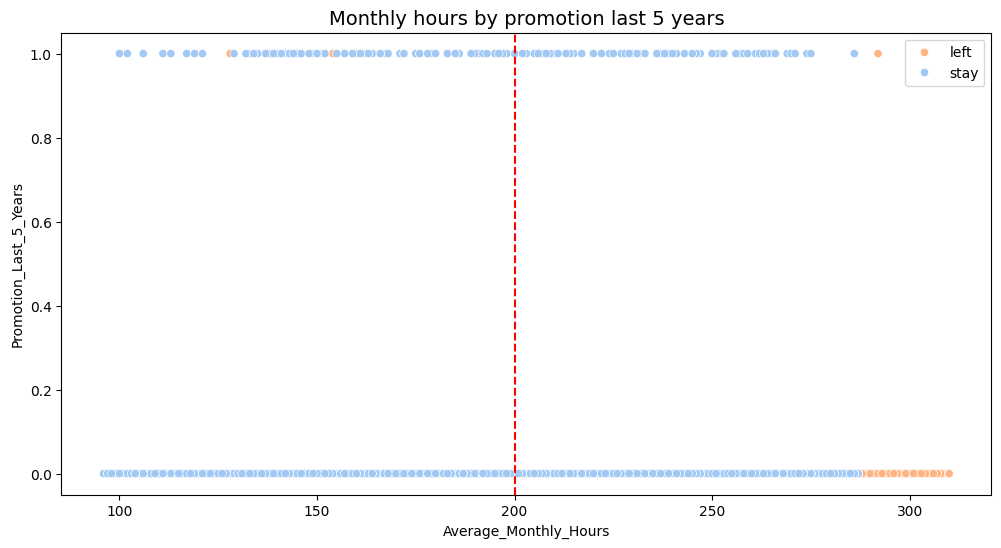 Monthly hours by promotion last 5 years
left
stay
Promotion_Last_5_Years
1.0
0.8
0.6
0.4
0.2
0.0
100
150
200
250
300
Average_Monthly_Hours